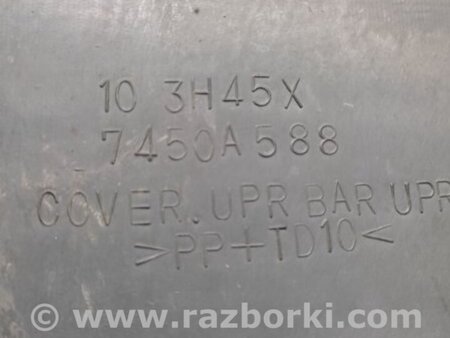 10 3H45X
7450A588
COVER.UPR BAR UPR
>PP+TD10<
© www.razborki.com